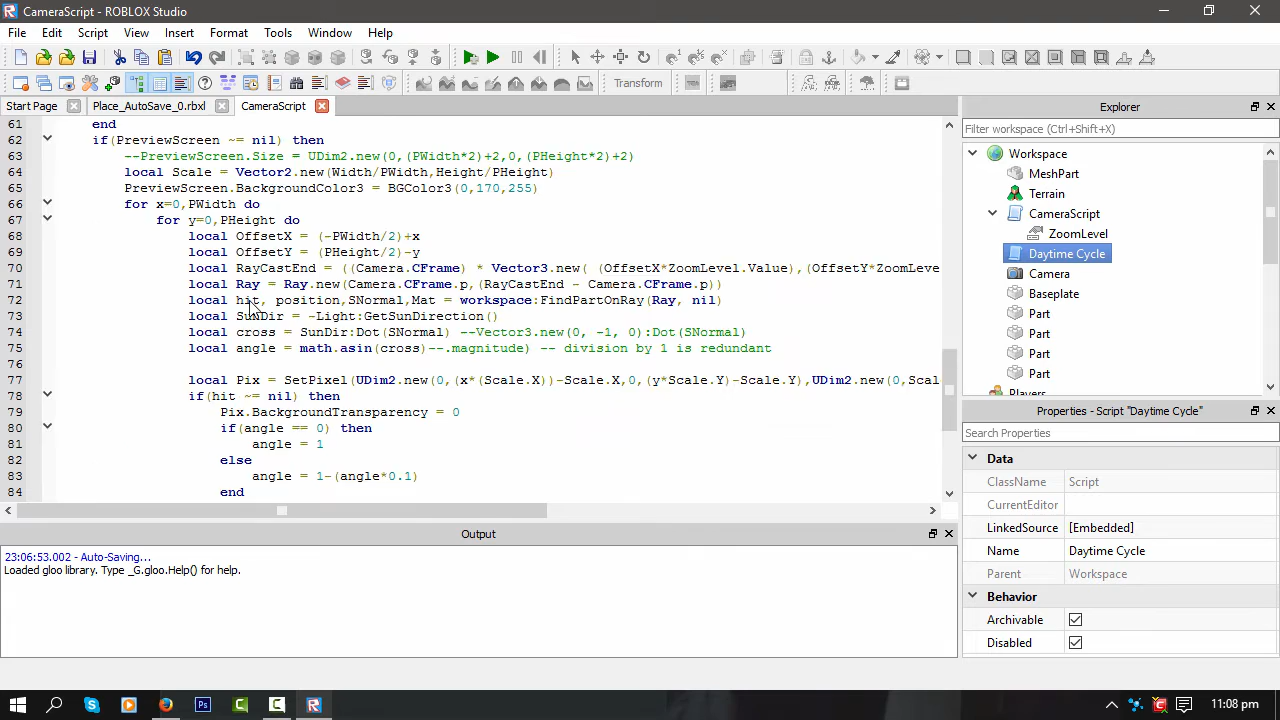 CameraScript - ROBLOX Studio
File Edit Script View Insert Format Tools Window Help
Transform
Start Page Place_AutoSave_0.rbxl CameraScript
61 end
62 if(PreviewScreen ~= nil) then
63 --PreviewScreen.Size = UDim2.new(0,(PWidth*2)+2,0,(PHeight*2)+2)
64 local Scale = Vector2.new(Width/PWidth,Height/PHeight)
65 PreviewScreen.BackgroundColor3 = BGColor3(0,170,255)
66 for x=0,PWidth do
67 for y=0,PHeight do
68 local OffsetX = (-PWidth/2)+x
69 local OffsetY = (PHeight/2)-y
70 local RayCastEnd = ((Camera.CFrame) * Vector3.new( (OffsetX*ZoomLevel.Value),(OffsetY*ZoomLeve
71 local Ray = Ray.new(Camera.CFrame.p,(RayCastEnd - Camera.CFrame.p))
72 local hit, position,SNormal,Mat = workspace:FindPartOnRay(Ray, nil)
73 local SunDir = -Light:GetSunDirection()
74 local cross = SunDir:Dot(SNormal) --Vector3.new(0, -1, 0):Dot(SNormal)
75 local angle = math.asin(cross)--.magnitude) -- division by 1 is redundant
76
77 local Pix = SetPixel(UDim2.new(0,(x*(Scale.X))-Scale.X,0,(y*Scale.Y)-Scale.Y),UDim2.new(0,Scal
78 if(hit ~= nil) then
79 Pix.BackgroundTransparency = 0
80 if(angle == 0) then
81 angle = 1
82 else
83 angle = 1-(angle*0.1)
84 end
Output
23:06:53.002 - Auto-Saving...
Loaded gloo library. Type _G.gloo.Help() for help.
Explorer
Filter workspace (Ctrl+Shift+X)
Workspace
MeshPart
Terrain
CameraScript
ZoomLevel
Daytime Cycle
Camera
Baseplate
Part
Part
Part
Part
Players
Properties - Script "Daytime Cycle"
Search Properties
Data
ClassName Script
CurrentEditor
LinkedSource [Embedded]
Name Daytime Cycle
Parent Workspace
Behavior
Archivable
Disabled
Ps
11:08 pm